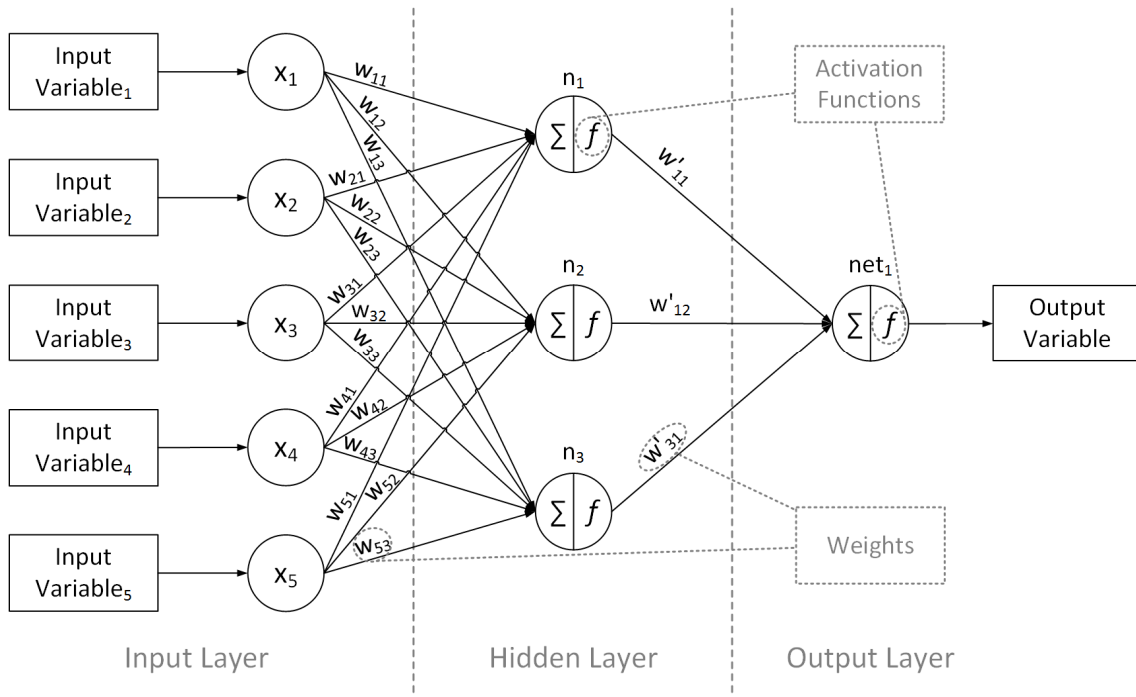 Input
Variable₁
x₁
w₁₁
w₁₂
w₁₃
n₁
∑ f
Activation
Functions
w'₁₁
Input
Variable₂
x₂
w₂₁
w₂₂
w₂₃
n₂
∑ f
w'₁₂
net₁
∑ f
Output
Variable
Input
Variable₃
x₃
w₃₁
w₃₂
w₃₃
Input
Variable₄
x₄
w₄₁
w₄₂
w₄₃
n₃
∑ f
w'₃₁
Input
Variable₅
x₅
w₅₁
w₅₂
w₅₃
Weights
Input Layer
Hidden Layer
Output Layer